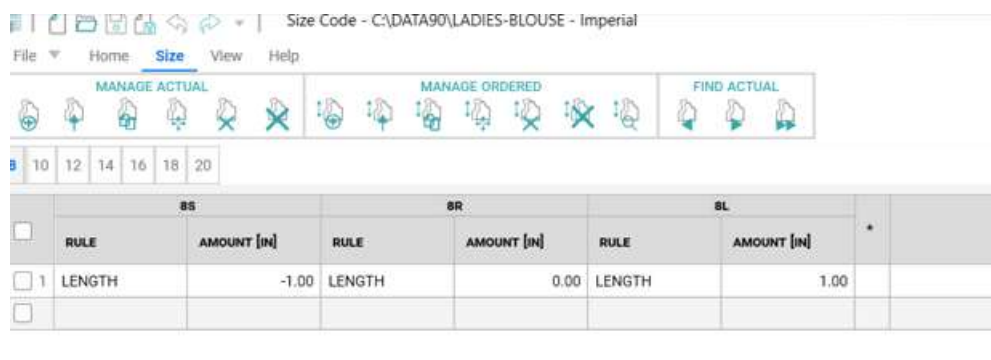 Size Code - C:\DATA90\LADIES-BLOUSE - Imperial
File Home Size View Help
MANAGE ACTUAL MANAGE ORDERED FIND ACTUAL
8 10 12 14 16 18 20
8S 8R 8L
RULE AMOUNT [IN] RULE AMOUNT [IN] RULE AMOUNT [IN] *
1 LENGTH -1.00 LENGTH 0.00 LENGTH 1.00